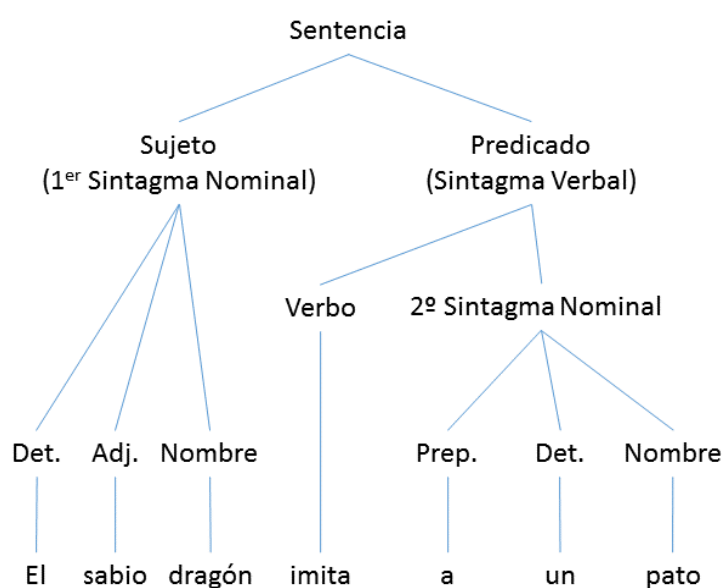 Sentencia
Sujeto Predicado
(1er Sintagma Nominal) (Sintagma Verbal)
Verbo 2º Sintagma Nominal
Det. Adj. Nombre Prep. Det. Nombre
El sabio dragón imita a un pato